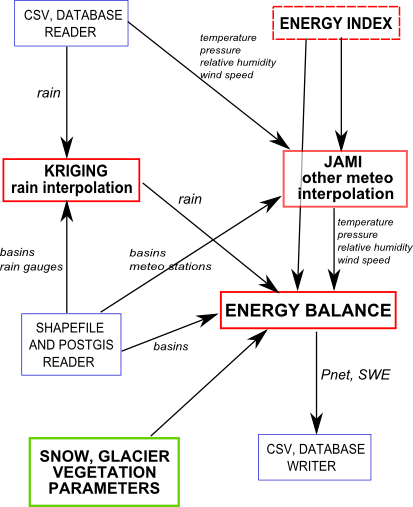 CSV, DATABASE
READER
ENERGY INDEX
temperature
pressure
relative humidity
wind speed
rain
KRIGING
rain interpolation
JAMI
other meteo
interpolation
rain
temperature
pressure
relative humidity
wind speed
basins
rain gauges
basins
meteo stations
ENERGY BALANCE
SHAPEFILE
AND POSTGIS
READER
basins
Pnet, SWE
SNOW, GLACIER
VEGETATION
PARAMETERS
CSV, DATABASE
WRITER